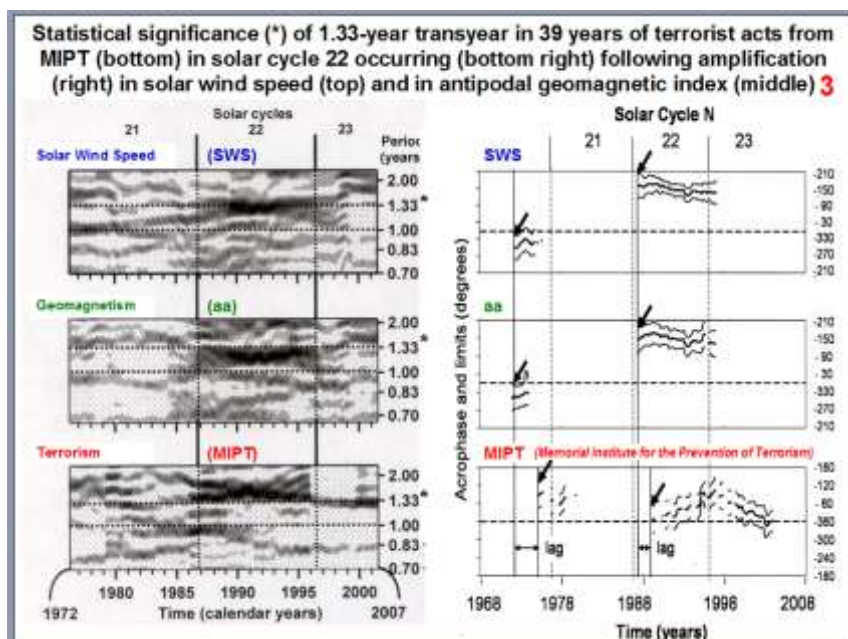 Statistical significance (*) of 1.33-year transyear in 39 years of terrorist acts from
MIPT (bottom) in solar cycle 22 occurring (bottom right) following amplification
(right) in solar wind speed (top) and in antipodal geomagnetic index (middle) 3
Solar cycles
21 22 23
Period
(years)
Solar Wind Speed (SWS)
2.00
1.33 *
1.00
0.83
0.70
Geomagnetism (aa)
2.00
1.33 *
1.00
0.83
0.70
Terrorism (MIPT)
2.00
1.33 *
1.00
0.83
0.70
1980 1985 1990 1995 2000
1972 Time (calendar years) 2007
Solar Cycle N
21 22 23
SWS
-210
-150
-90
-30
-330
-270
-210
aa
-210
-150
-90
-30
-330
-270
-210
Acrophase and limits (degrees)
MIPT (Memorial Institute for the Prevention of Terrorism)
-180
-120
-60
-360
-300
-240
-180
lag lag
1968 1978 1988 1998 2008
Time (years)